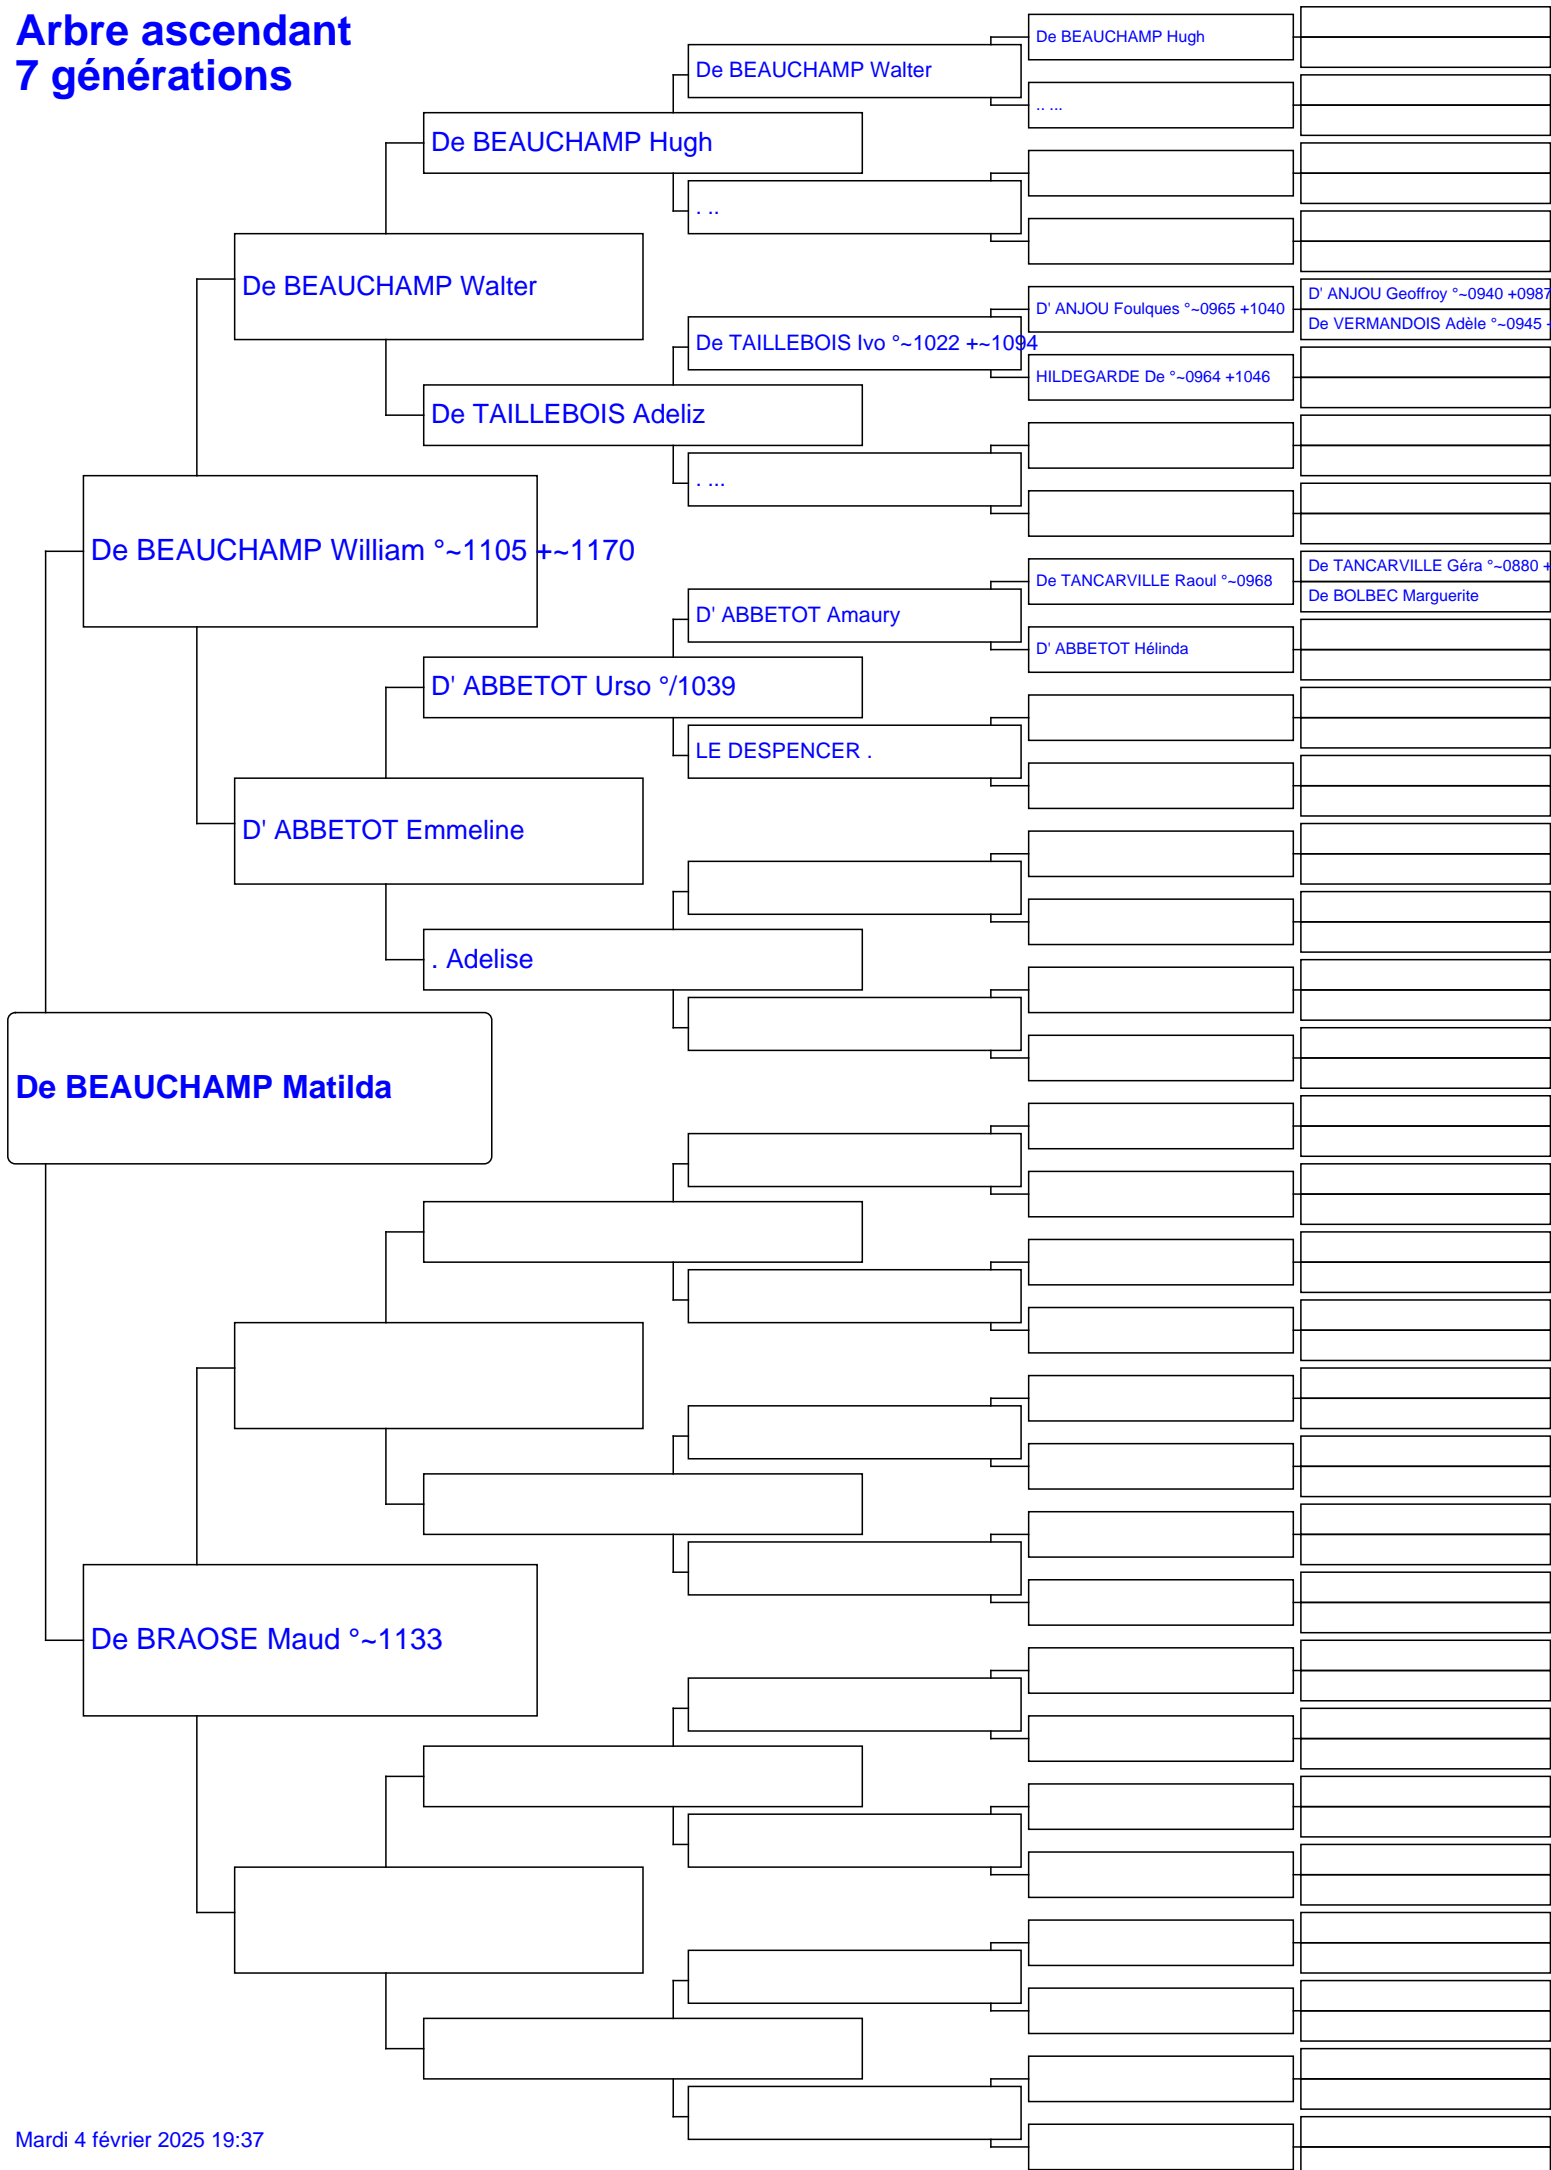 Arbre ascendant
7 générations
De BEAUCHAMP Hugh
De BEAUCHAMP Walter
.. ...
De BEAUCHAMP Hugh
. ..
De BEAUCHAMP Walter
D' ANJOU Geoffroy °~0940 +0987
D' ANJOU Foulques °~0965 +1040
De VERMANDOIS Adèle °~0945 -
De TAILLEBOIS Ivo °~1022 +~1094
HILDEGARDE De °~0964 +1046
De TAILLEBOIS Adeliz
. ...
De BEAUCHAMP William °~1105 +~1170
De TANCARVILLE Géra °~0880 +
De TANCARVILLE Raoul °~0968
De BOLBEC Marguerite
D' ABBETOT Amaury
D' ABBETOT Hélinda
D' ABBETOT Urso °/1039
LE DESPENCER .
D' ABBETOT Emmeline
. Adelise
De BEAUCHAMP Matilda
De BRAOSE Maud °~1133
Mardi 4 février 2025 19:37